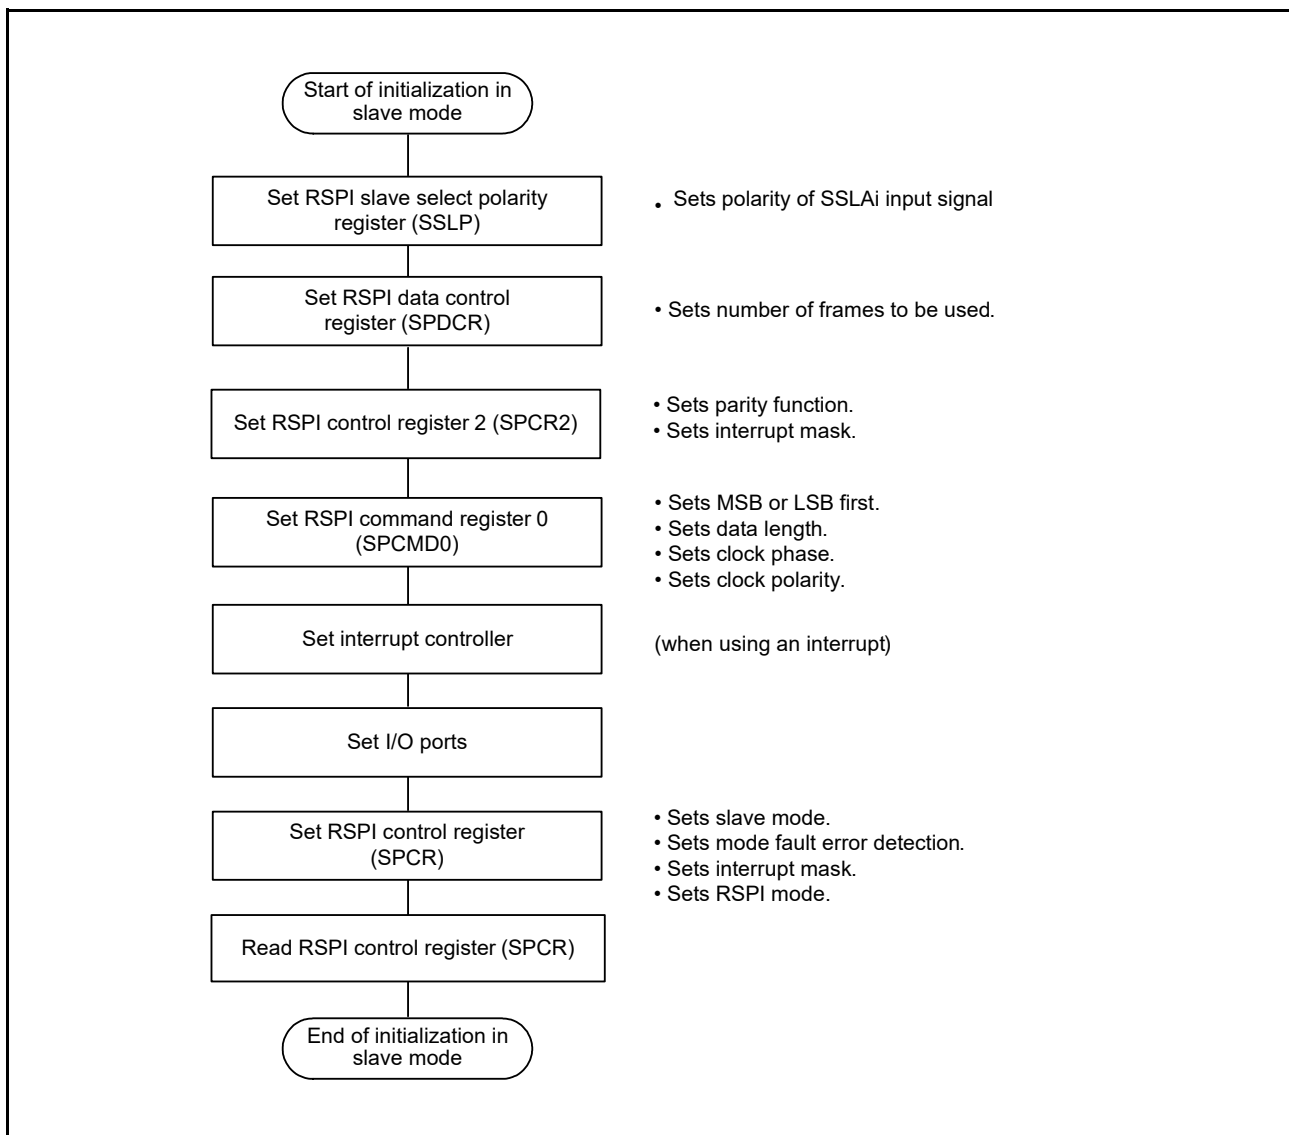 Start of initialization in
slave mode
Set RSPI slave select polarity
register (SSLP)
. Sets polarity of SSLAi input signal
Set RSPI data control
register (SPDCR)
• Sets number of frames to be used.
Set RSPI control register 2 (SPCR2)
• Sets parity function.
• Sets interrupt mask.
Set RSPI command register 0
(SPCMD0)
• Sets MSB or LSB first.
• Sets data length.
• Sets clock phase.
• Sets clock polarity.
Set interrupt controller
(when using an interrupt)
Set I/O ports
Set RSPI control register
(SPCR)
• Sets slave mode.
• Sets mode fault error detection.
• Sets interrupt mask.
• Sets RSPI mode.
Read RSPI control register (SPCR)
End of initialization in
slave mode